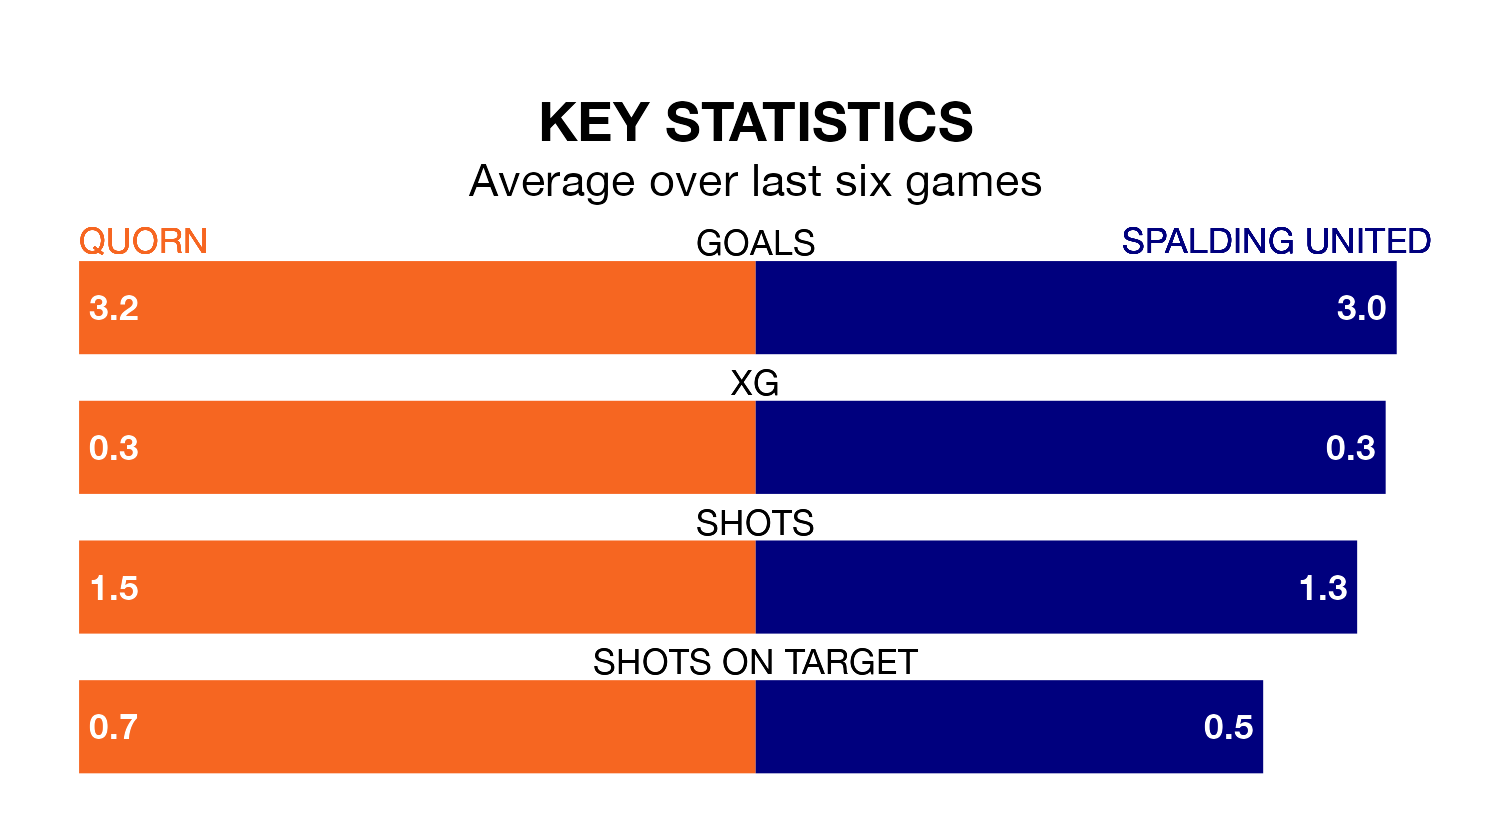 KEY STATISTICS
Average over last six games
QUORN GOALS SPALDING UNITED
3.2 3.0
XG
0.3 0.3
SHOTS
1.5 1.3
SHOTS ON TARGET
0.7 0.5